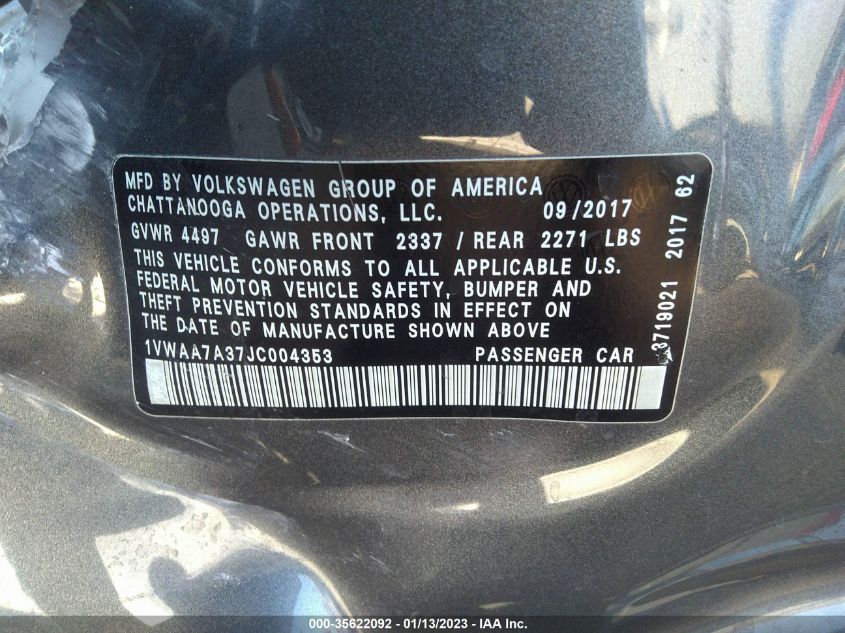 MFD BY VOLKSWAGEN GROUP OF AMERICA
CHATTANOOGA OPERATIONS, LLC. 09/2017
GVWR 4497 GAWR FRONT 2337 / REAR 2271 LBS
THIS VEHICLE CONFORMS TO ALL APPLICABLE U.S.
FEDERAL MOTOR VEHICLE SAFETY, BUMPER AND
THEFT PREVENTION STANDARDS IN EFFECT ON
THE DATE OF MANUFACTURE SHOWN ABOVE
1VWAA7A37JC004353 PASSENGER CAR
3719021 2017 62
000-35622092 - 01/13/2023 - IAA Inc.